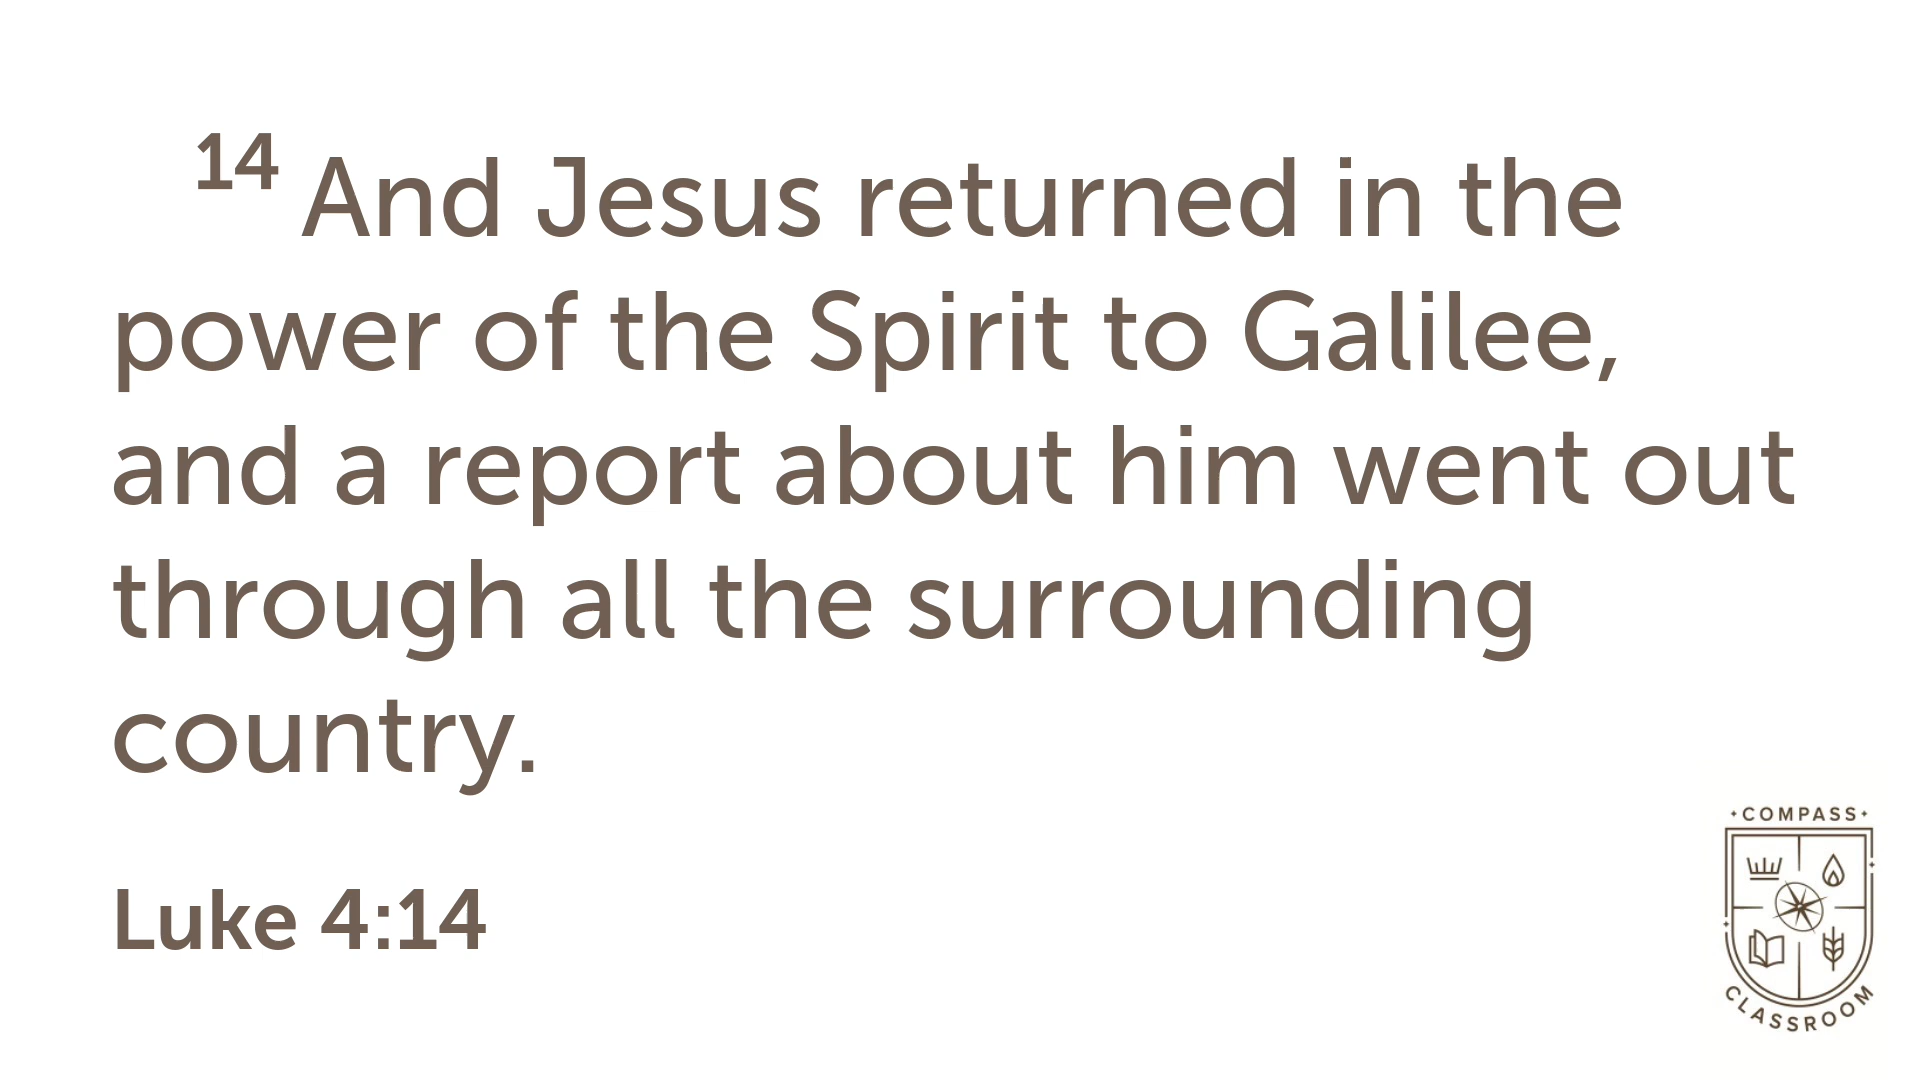 14 And Jesus returned in the
power of the Spirit to Galilee,
and a report about him went out
through all the surrounding
country.
Luke 4:14
COMPASS
CLASSROOM